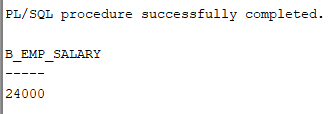 PL/SQL procedure successfully completed.
B_EMP_SALARY
-----
24000